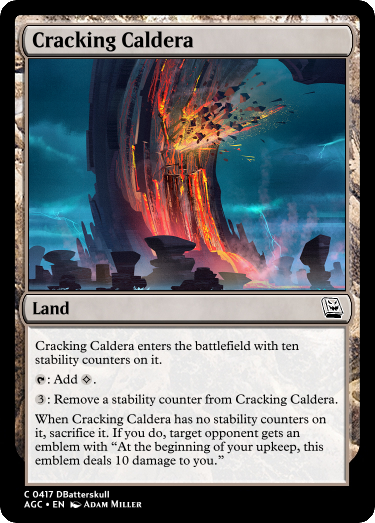 Cracking Caldera
Land
Cracking Caldera enters the battlefield with ten
stability counters on it.
: Add .
3: Remove a stability counter from Cracking Caldera.
When Cracking Caldera has no stability counters on
it, sacrifice it. If you do, target opponent gets an
emblem with “At the beginning of your upkeep, this
emblem deals 10 damage to you.”
C 0417 DBatterskull
AGC • EN Adam Miller